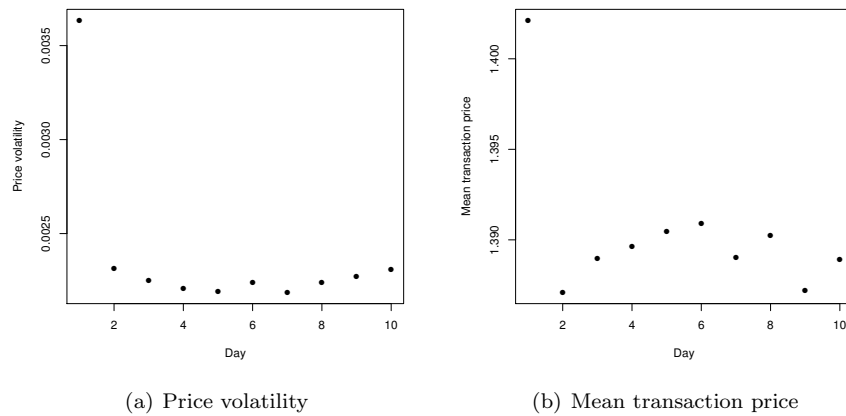 0.0035
0.0030
0.0025
Price volatility
2 4 6 8 10
Day
(a) Price volatility
1.400
1.395
1.390
Mean transaction price
2 4 6 8 10
Day
(b) Mean transaction price